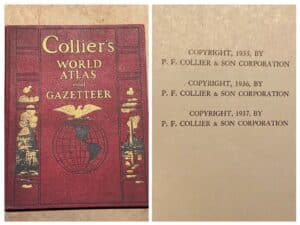 Collier's
WORLD
ATLAS
and
GAZETTEER
COPYRIGHT, 1935, BY
P. F. COLLIER & SON CORPORATION
COPYRIGHT, 1936, BY
P. F. COLLIER & SON CORPORATION
COPYRIGHT, 1937, BY
P. F. COLLIER & SON CORPORATION